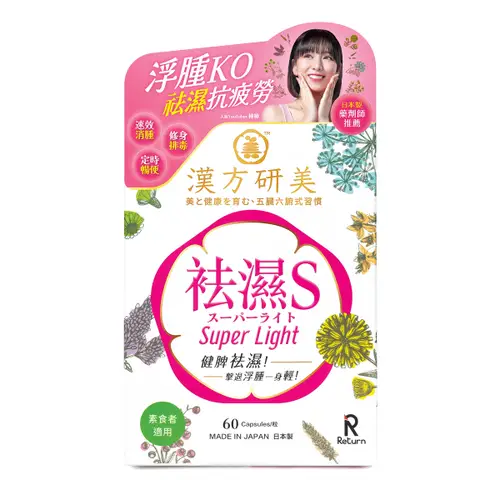 浮腫KO
祛濕抗疲勞
速效
消腫
修身
排毒
定時
暢便
日本製
藥劑師
推薦
漢方研美
美と健康を育む、五臓六腑式習慣
祛濕S
スーパーライト
Super Light
健脾祛濕!
擊退浮腫一身輕!
素食者
適用
60 Capsules/粒
MADE IN JAPAN 日本製
R
Return